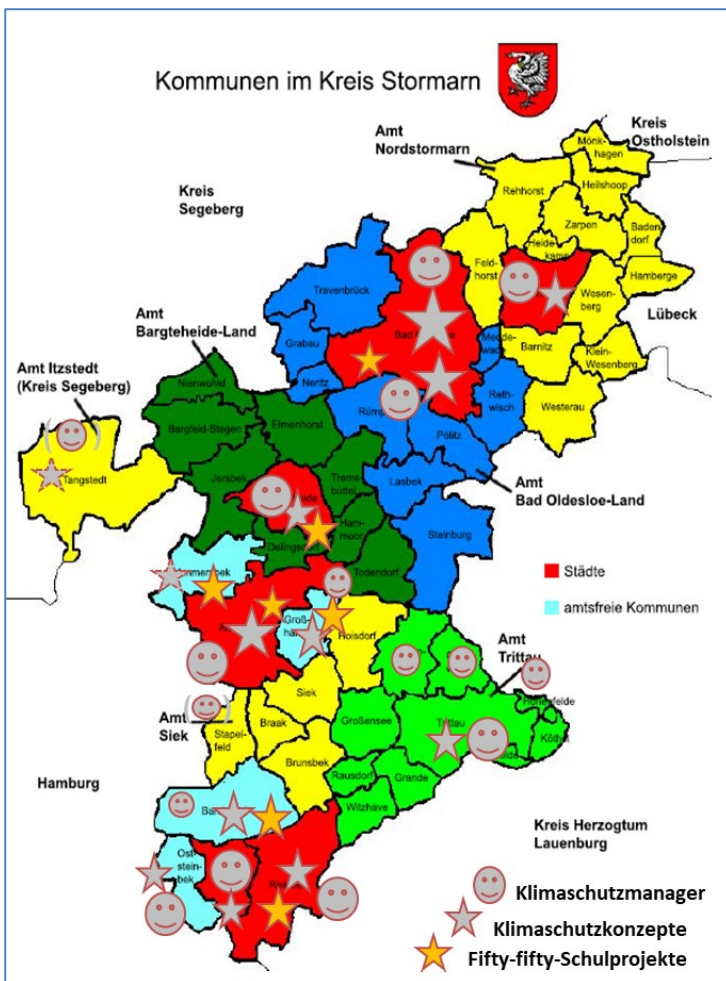 Kommunen im Kreis Stormarn
Kreis
Ostholstein
Amt
Nordstormarn
Mönk-
hagen
Rehhorst
Heilshoop
Kreis
Segeberg
Zarpen
Baden
dorf
Heide-
Feld-
horst
Travenbrück
Wesen-
berg
Hamberge
Lübeck
Amt
Bargteheide-Land
Grabau
Barnitz
Klein-
Wesenberg
Amt Itzstedt
(Kreis Segeberg)
Nienwohld
Neritz
Reth-
wisch
Westerau
Bargfeld-Stegen
Elmenhorst
Pölitz
Tangstedt
Jersbek
Trems-
büttel
Lasbek
Amt
Bad Oldesloe-Land
Ham-
moor
Steinburg
Delingsdorf
Todendorf
Städte
amtsfreie Kommunen
Groß-
Hoisdorf
Amt
Trittau
Siek
Amt
Siek
Großensee
Trittau
Köthel
Braak
Stapel-
feld
Brunsbek
Rausdorf
Grande
Witzhave
Hamburg
Ost-
stein-
bek
Kreis Herzogtum
Lauenburg
Klimaschutzmanager
Klimaschutzkonzepte
Fifty-fifty-Schulprojekte